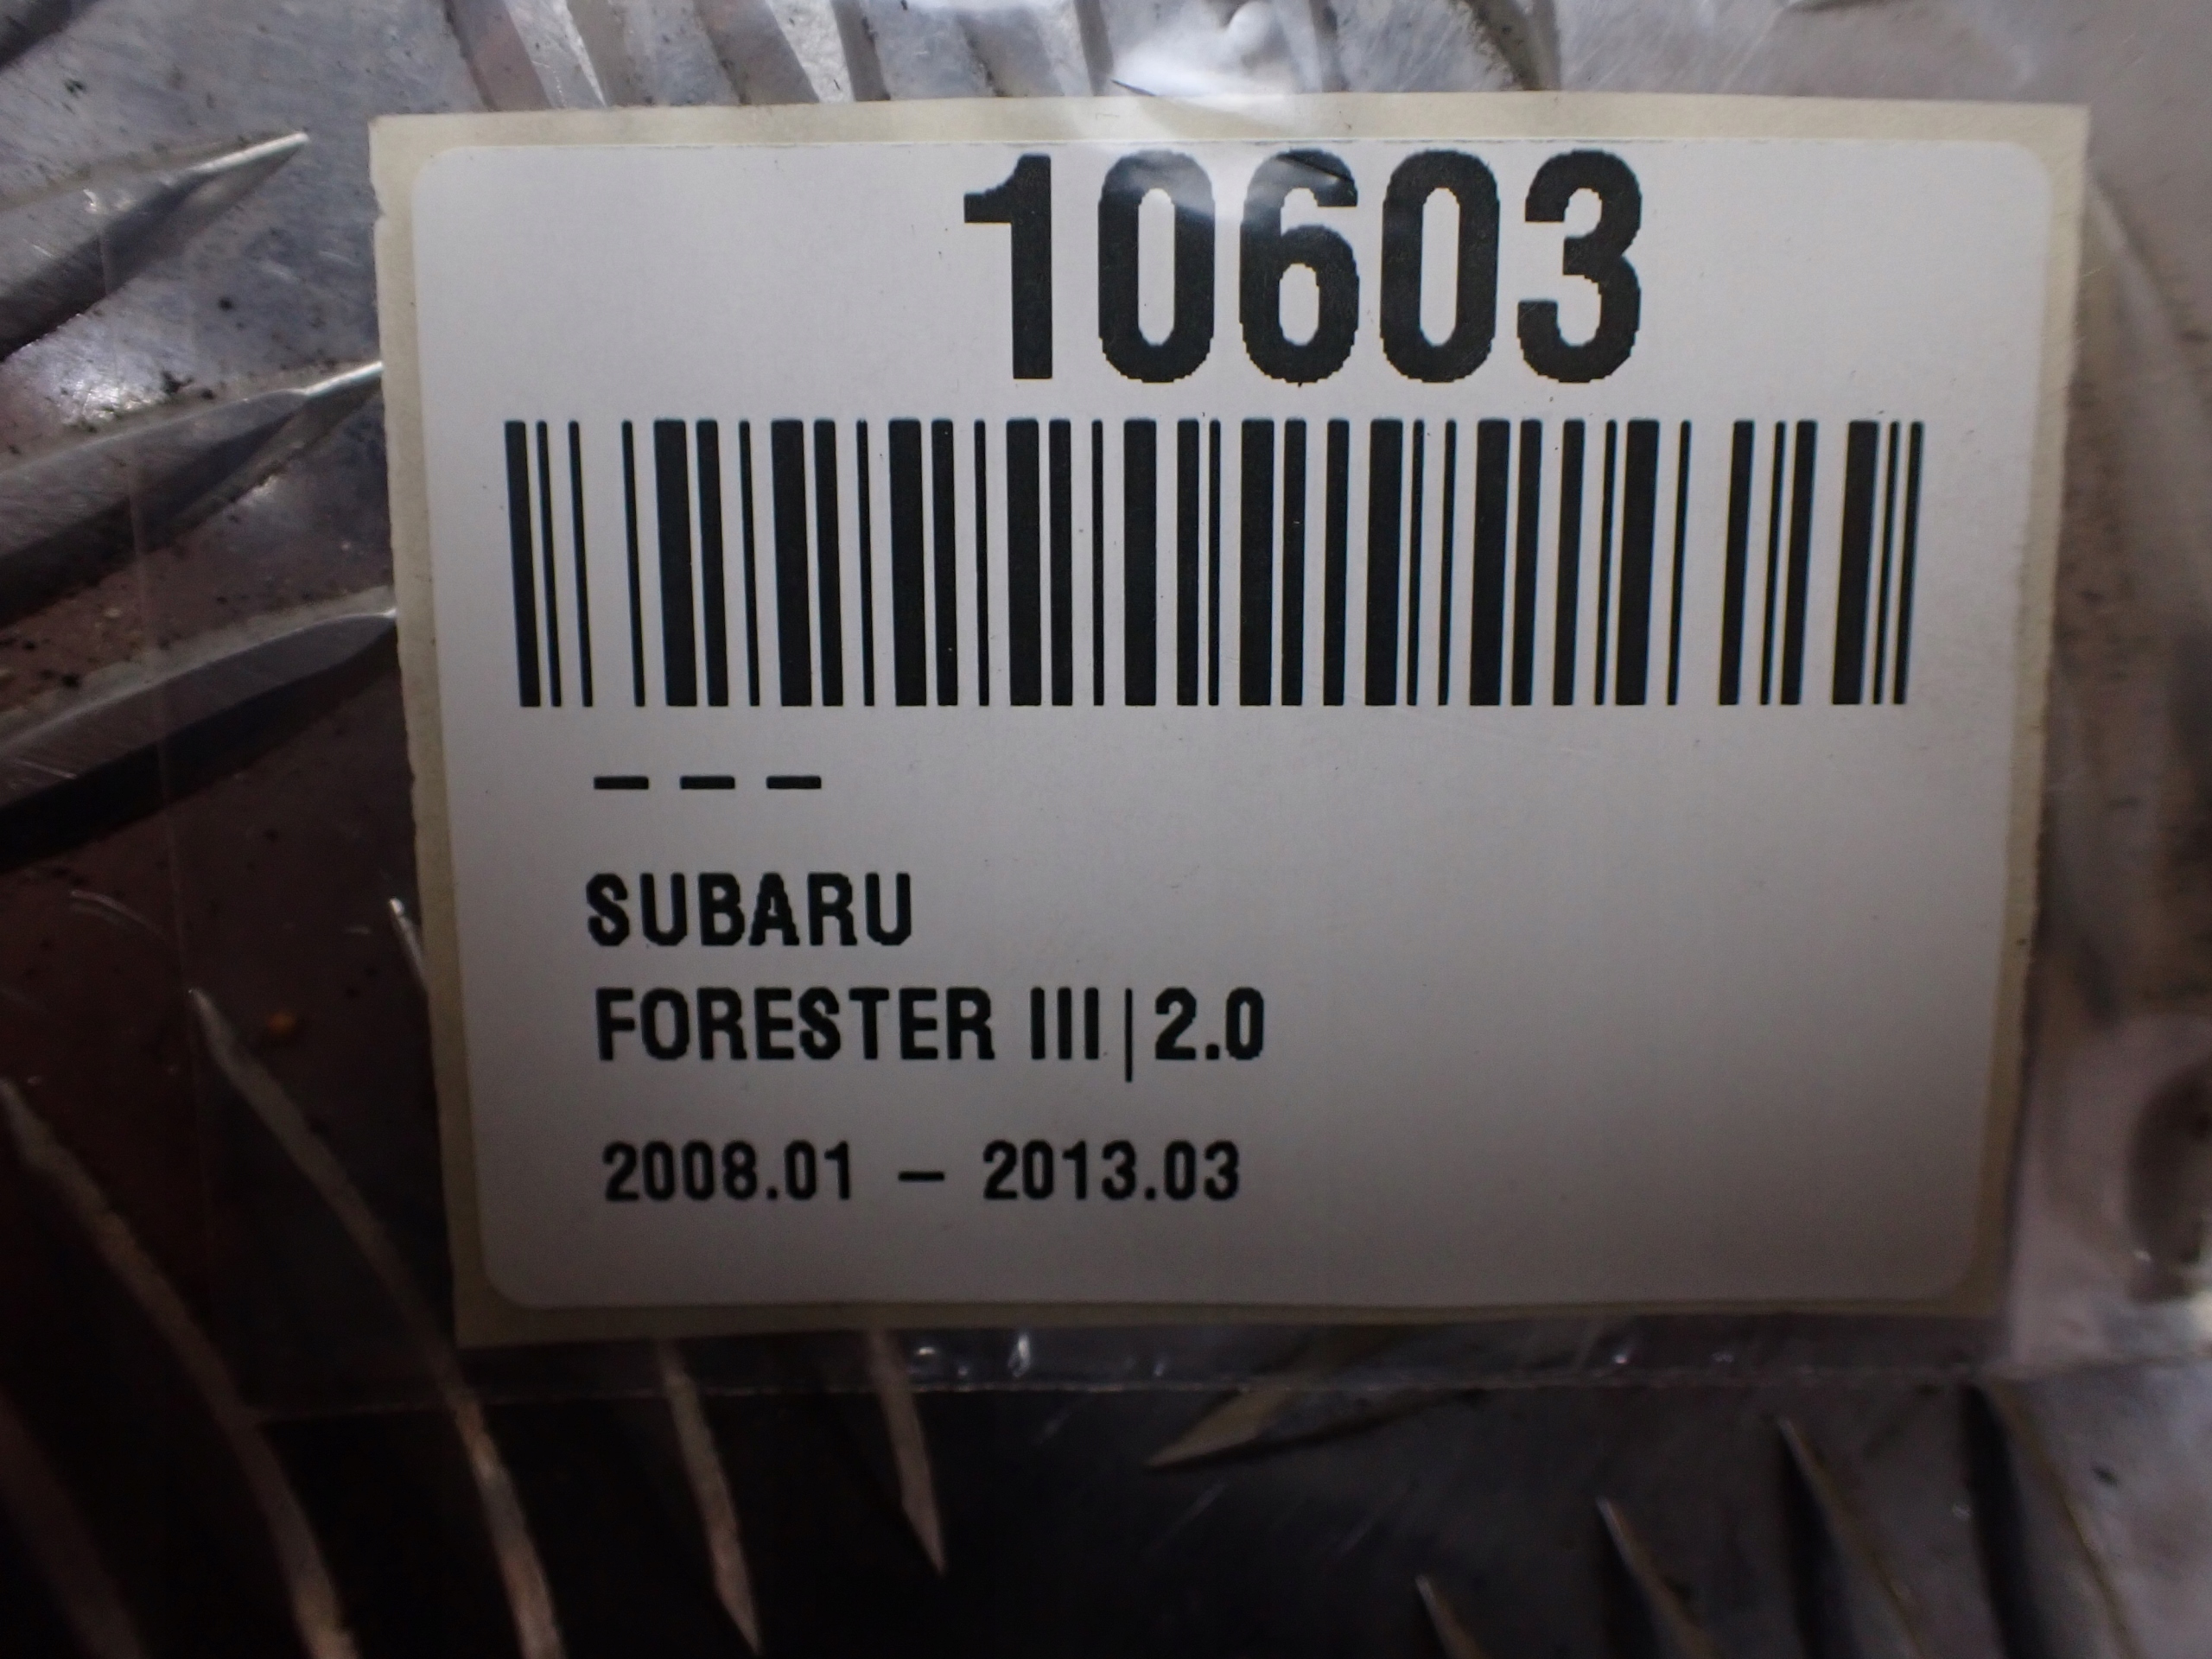 10603
– – –
SUBARU
FORESTER III|2.0
2008.01 – 2013.03